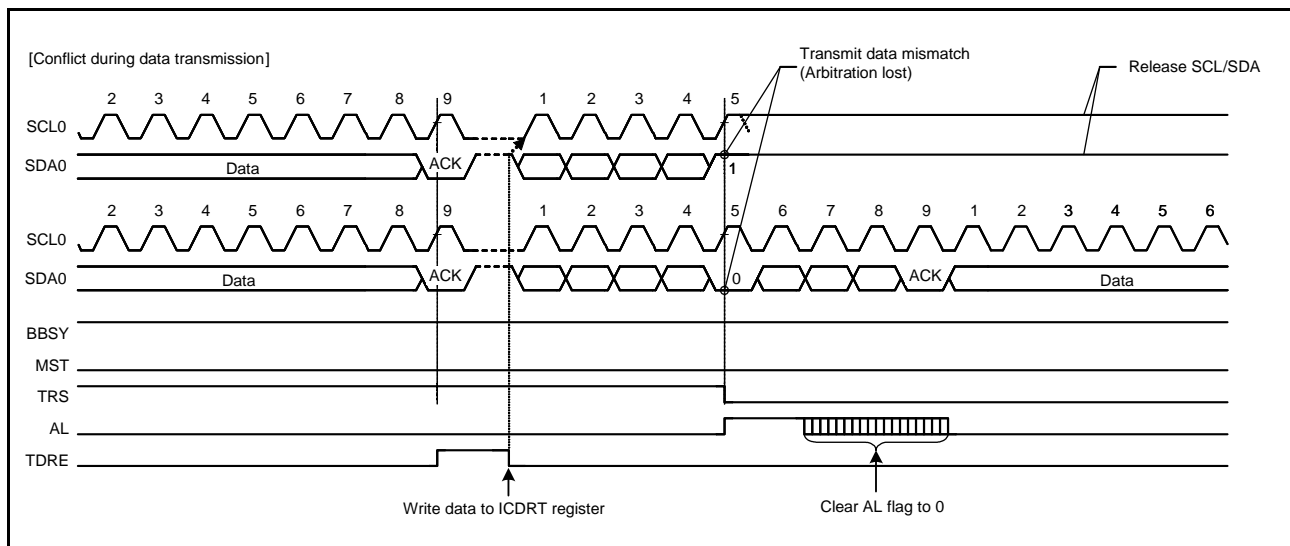 [Conflict during data transmission]
Transmit data mismatch
(Arbitration lost)
Release SCL/SDA
2 3 4 5 6 7 8 9 1 2 3 4 5
SCL0
SDA0 Data ACK 1
2 3 4 5 6 7 8 9 1 2 3 4 5 6 7 8 9 1 2 3 4 5 6
SCL0
SDA0 Data ACK 0 ACK Data
BBSY
MST
TRS
AL
TDRE
Write data to ICDRT register
Clear AL flag to 0